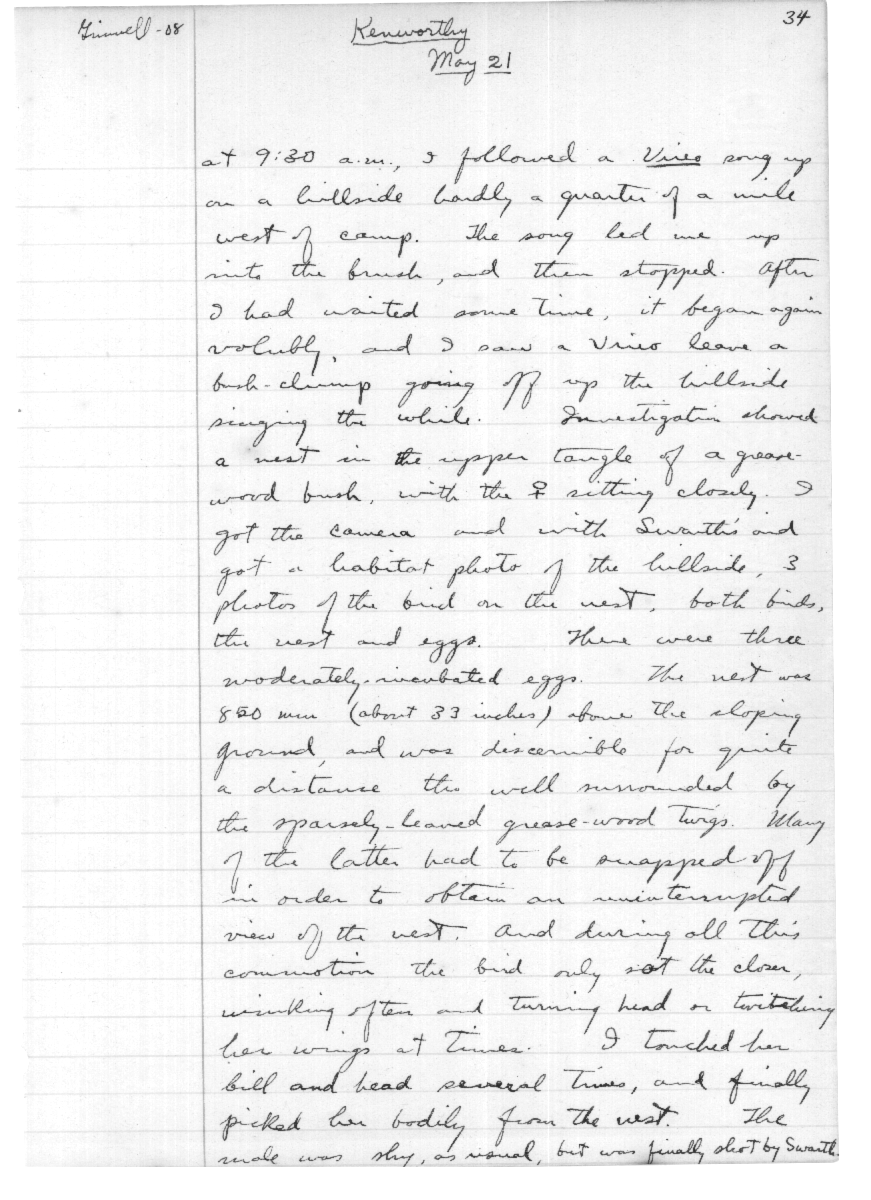 Grinnell-08
Kenworthy
34
May 21
at 9:30 a.m., I followed a Vireo song up
on a hillside hardly a quarter of a mile
west of camp. The song led me up
into the brush, and then stopped. After
I had waited some time, it began again
volubly, and I saw a Vireo leave a
bush-clump going off up the hillside
singing the while. Investigation showed
a nest in the upper tangle of a grease-
wood bush, with the ♀ sitting closely. I
got the camera and with Swarth's aid
got a habitat photo of the hillside, 3
photos of the bird on the nest, both birds,
the nest and eggs. There were three
moderately-incubated eggs. The nest was
850 mm (about 33 inches) above the sloping
ground, and was discernible for quite
a distance tho well surrounded by
the sparsely-leaved grease-wood twigs. Many
of the latter had to be snapped off
in order to obtain an uninterrupted
view of the nest. And during all this
commotion the bird only sat the closer,
winking often and turning head or twitching
her wings at times. I touched her
bill and head several times, and finally
picked her bodily from the nest. The
male was shy, as usual, but was finally shot by Swarth.